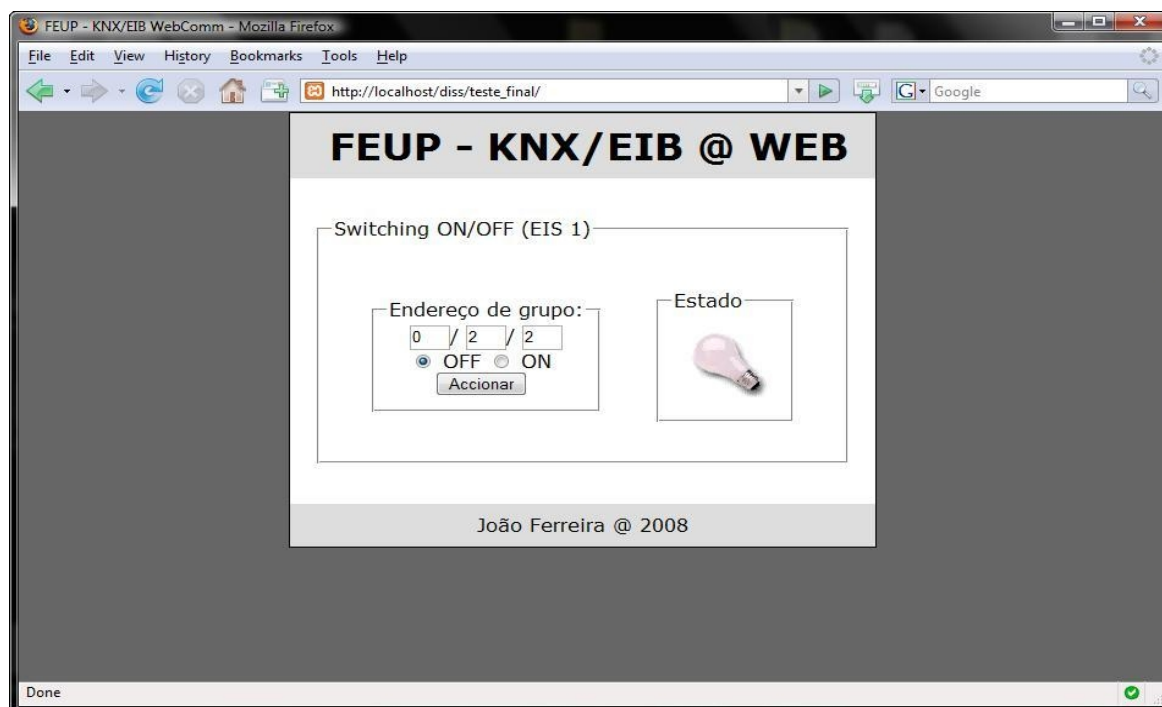 FEUP - KNX/EIB WebComm - Mozilla Firefox
File Edit View History Bookmarks Tools Help
http://localhost/diss/teste_final/
G Google
FEUP - KNX/EIB @ WEB
Switching ON/OFF (EIS 1)
Endereço de grupo:
0 / 2 / 2
OFF ON
Accionar
Estado
João Ferreira @ 2008
Done